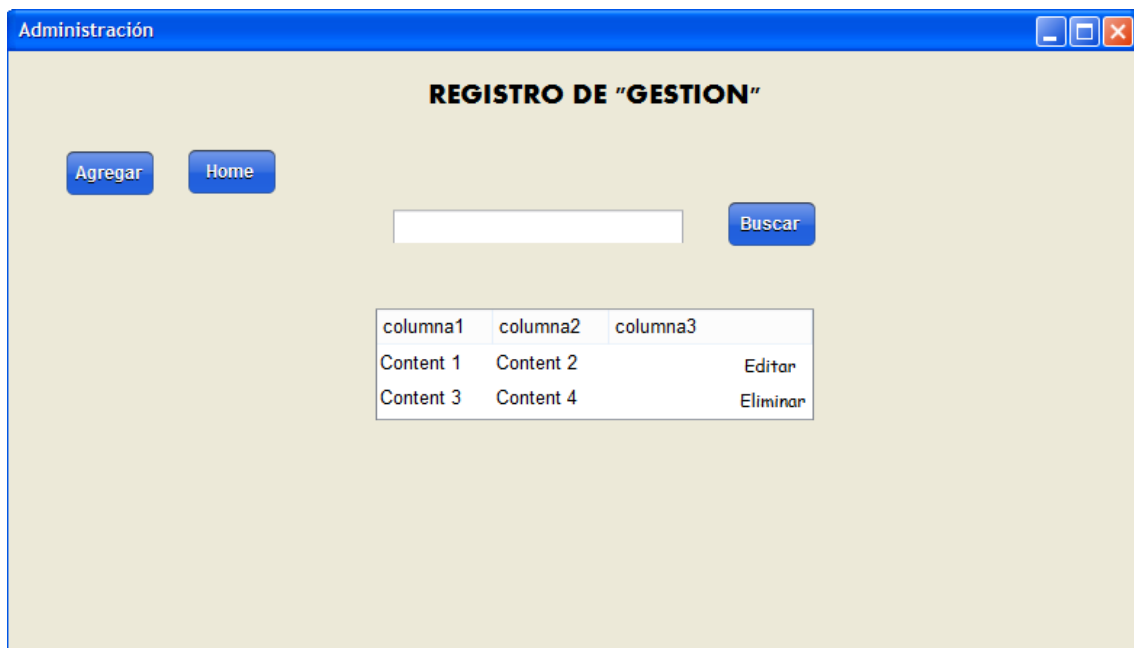 Administración
REGISTRO DE "GESTION"
Agregar Home
Buscar
columna1 columna2 columna3
Content 1 Content 2 Editar
Content 3 Content 4 Eliminar